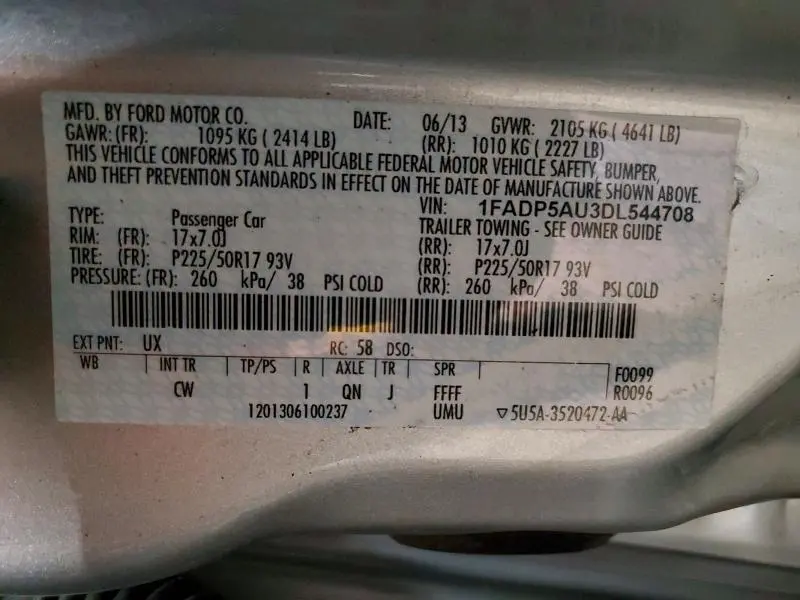 MFD. BY FORD MOTOR CO. DATE: 06/13 GVWR: 2105 KG ( 4641 LB)
GAWR: (FR): 1095 KG ( 2414 LB) (RR): 1010 KG ( 2227 LB)
THIS VEHICLE CONFORMS TO ALL APPLICABLE FEDERAL MOTOR VEHICLE SAFETY, BUMPER,
AND THEFT PREVENTION STANDARDS IN EFFECT ON THE DATE OF MANUFACTURE SHOWN ABOVE.
VIN: 1FADP5AU3DL544708
TYPE: Passenger Car TRAILER TOWING - SEE OWNER GUIDE
RIM: (FR): 17x7.0J (RR): 17x7.0J
TIRE: (FR): P225/50R17 93V (RR): P225/50R17 93V
PRESSURE: (FR): 260 kPa/ 38 PSI COLD (RR): 260 kPa/ 38 PSI COLD
EXT PNT: UX RC: 58 DSO:
WB INT TR TP/PS R AXLE TR SPR F0099
CW 1 QN J FFFF R0096
1201306100237 UMU ▽5U5A-3520472-AA